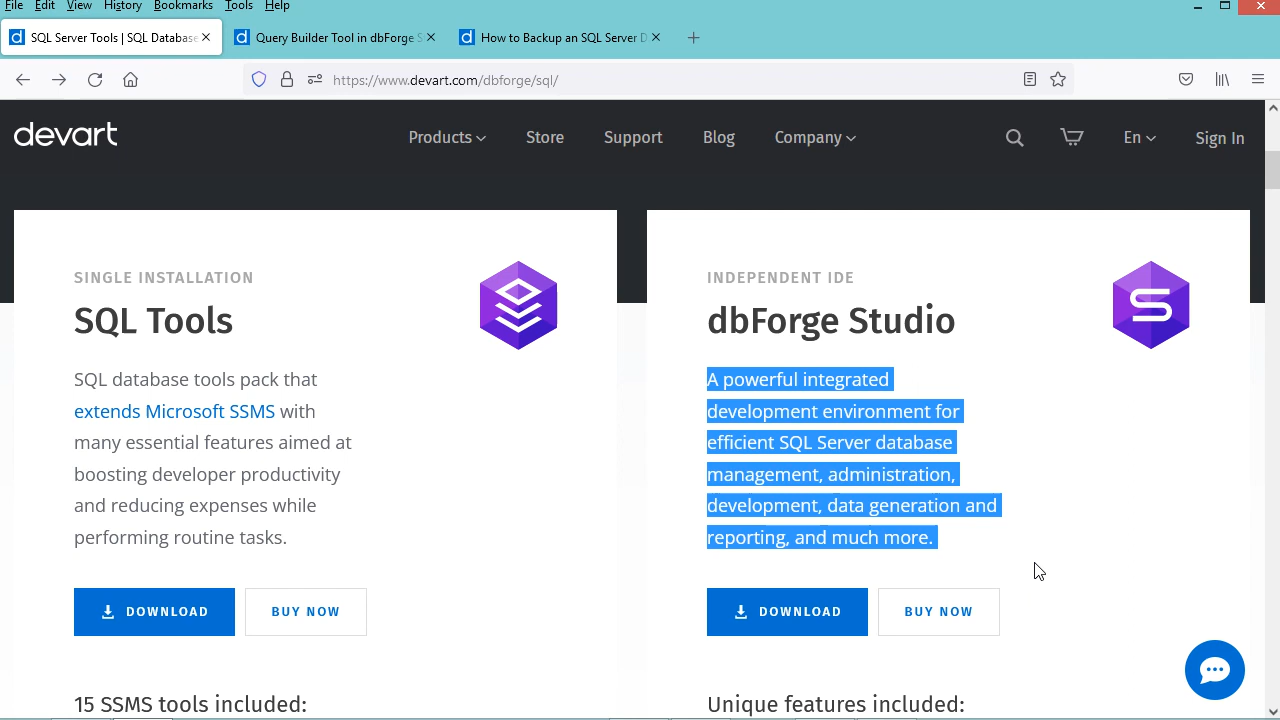 File Edit View History Bookmarks Tools Help
SQL Server Tools | SQL Database
Query Builder Tool in dbForge S
How to Backup an SQL Server D
https://www.devart.com/dbforge/sql/
devart
Products
Store
Support
Blog
Company
En
Sign In
SINGLE INSTALLATION
SQL Tools
SQL database tools pack that
extends Microsoft SSMS with
many essential features aimed at
boosting developer productivity
and reducing expenses while
performing routine tasks.
DOWNLOAD
BUY NOW
15 SSMS tools included:
INDEPENDENT IDE
dbForge Studio
A powerful integrated
development environment for
efficient SQL Server database
management, administration,
development, data generation and
reporting, and much more.
DOWNLOAD
BUY NOW
Unique features included: